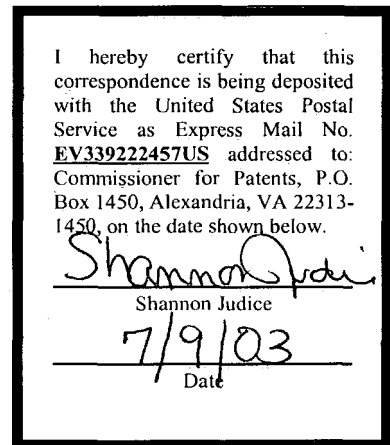 I hereby certify that this
correspondence is being deposited
with the United States Postal
Service as Express Mail No.
EV339222457US addressed to:
Commissioner for Patents, P.O.
Box 1450, Alexandria, VA 22313-
1450, on the date shown below.
Shannon Judice
Shannon Judice
7/9/03
Date